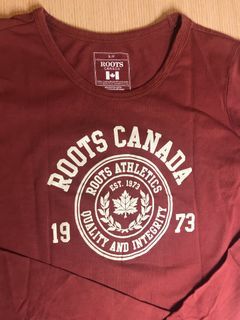 ROOTS
CANADA
ROOTS CANADA
ROOTS ATHLETICS
EST. 1973
19 73
QUALITY AND INTEGRITY